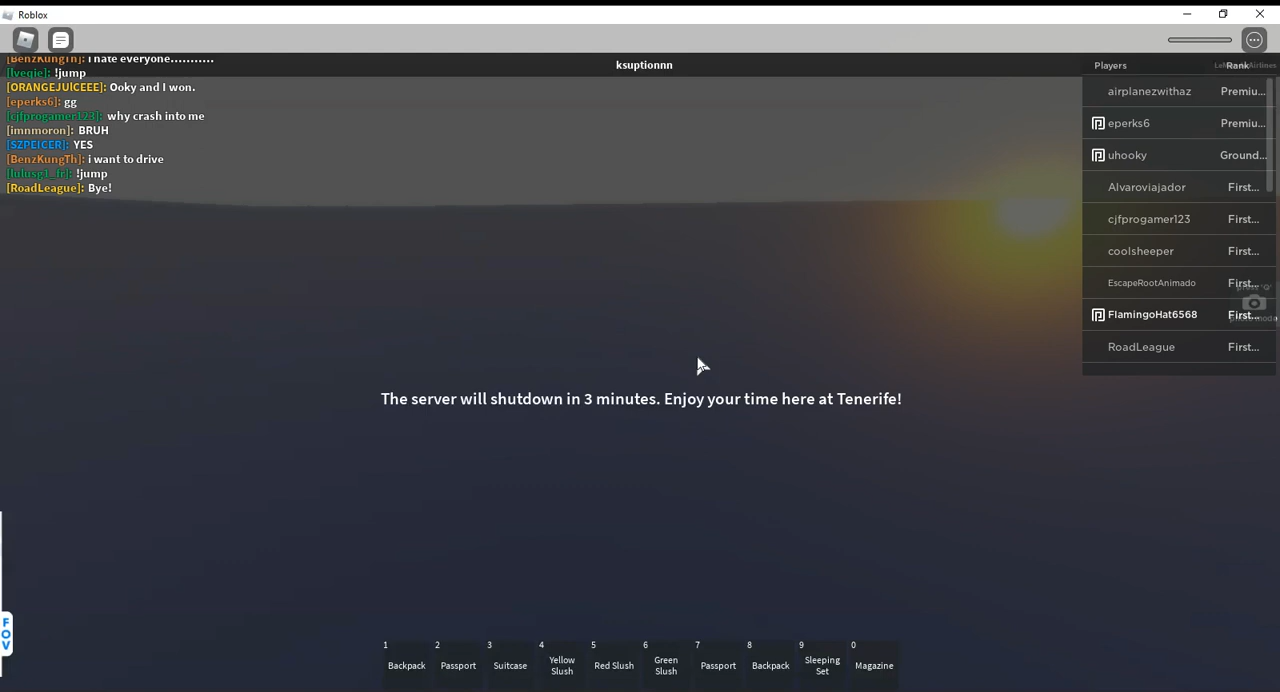 Roblox
[BenzKungTh]: i hate everyone...........
[lveqie]: !jump
[ORANGEJUICEEE]: Ooky and I won.
[eperks6]: gg
[cjfprogamer123]: why crash into me
[imnmoron]: BRUH
[SZPEICER]: YES
[BenzKungTh]: i want to drive
!jump
[RoadLeague]: Bye!
ksuptionnn
Players Rank
airplanezwithaz Premiu...
eperks6 Premiu...
uhooky Ground...
Alvaroviajador First...
cjfprogamer123 First...
coolsheeper First...
EscapeRootAnimado First...
FlamingoHat6568 First...
RoadLeague First...
The server will shutdown in 3 minutes. Enjoy your time here at Tenerife!
FOV
1 Backpack
2 Passport
3 Suitcase
4 Yellow
Slush
5 Red Slush
6 Green
Slush
7 Passport
8 Backpack
9 Sleeping
Set
0 Magazine